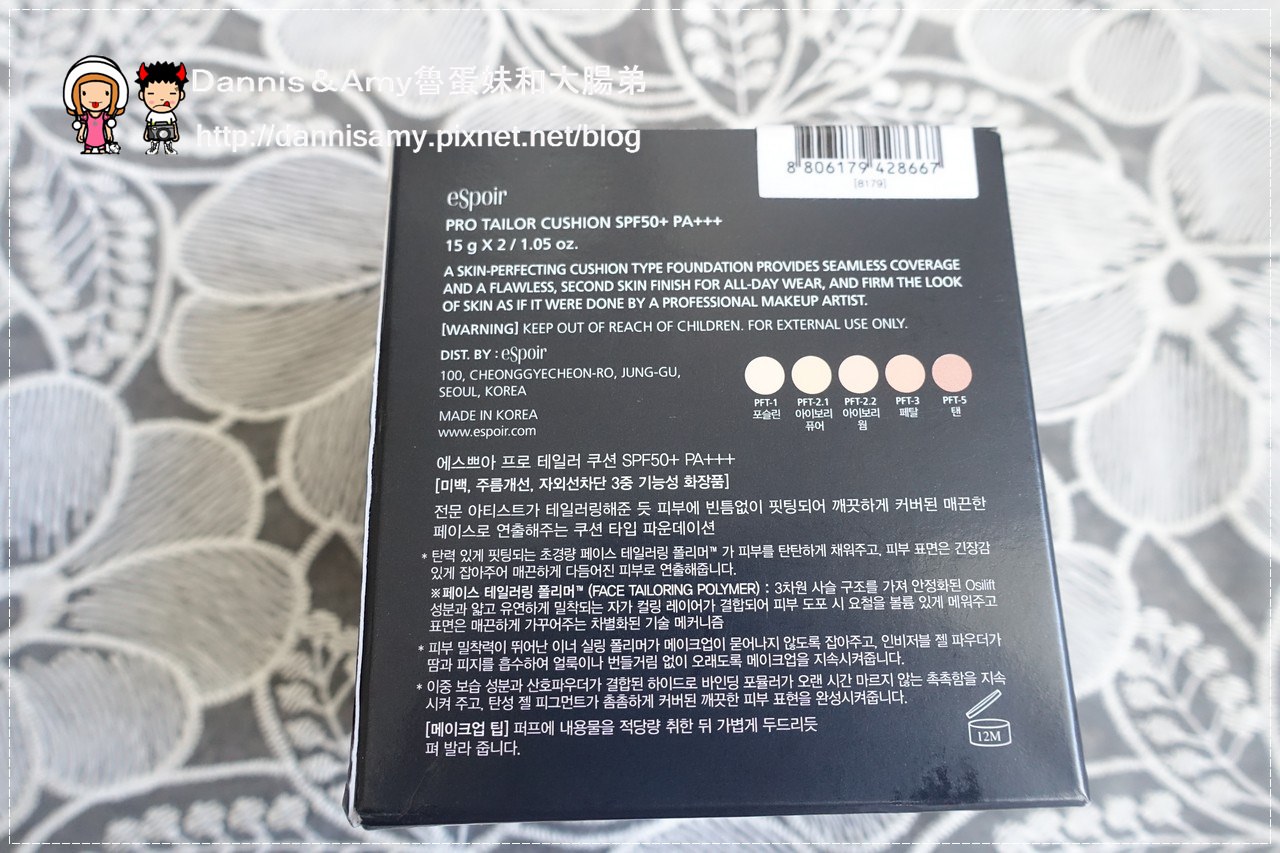 Dannis & Amy魯蛋妹和大腸弟
http://dannisamy.pixnet.net/blog
8 806179 428667
[8179]
eSpoir
PRO TAILOR CUSHION SPF50+ PA+++
15 g X 2 / 1.05 oz.
A SKIN-PERFECTING CUSHION TYPE FOUNDATION PROVIDES SEAMLESS COVERAGE
AND A FLAWLESS, SECOND SKIN FINISH FOR ALL-DAY WEAR, AND FIRM THE LOOK
OF SKIN AS IF IT WERE DONE BY A PROFESSIONAL MAKEUP ARTIST.
[WARNING] KEEP OUT OF REACH OF CHILDREN. FOR EXTERNAL USE ONLY.
DIST. BY : eSpoir
100, CHEONGGYECHEON-RO, JUNG-GU,
SEOUL, KOREA
MADE IN KOREA
www.espoir.com
PFT-1 PFT-2.1 PFT-2.2 PFT-3 PFT-5
포슬린 아이보리 아이보리 페탈 탠
퓨어 웜
에스쁘아 프로 테일러 쿠션 SPF50+ PA+++
[미백, 주름개선, 자외선차단 3중 기능성 화장품]
전문 아티스트가 테일러링해준 듯 피부에 빈틈없이 핏팅되어 깨끗하게 커버된 매끈한
페이스로 연출해주는 쿠션 타입 파운데이션
* 탄력 있게 핏팅되는 초경량 페이스 테일러링 폴리머™ 가 피부를 탄탄하게 채워주고, 피부 표면은 긴장감
있게 잡아주어 매끈하게 다듬어진 피부로 연출해줍니다.
※페이스 테일러링 폴리머™ (FACE TAILORING POLYMER) : 3차원 사슬 구조를 가져 안정화된 Osilift
성분과 얇고 유연하게 밀착되는 자가 컬링 레이어가 결합되어 피부 도포 시 요철을 볼륨 있게 메워주고
표면은 매끈하게 가꾸어주는 차별화된 기술 메커니즘
* 피부 밀착력이 뛰어난 이너 실링 폴리머가 메이크업이 묻어나지 않도록 잡아주고, 인비저블 젤 파우더가
땀과 피지를 흡수하여 얼룩이나 번들거림 없이 오래도록 메이크업을 지속시켜줍니다.
* 이중 보습 성분과 산호파우더가 결합된 하이드로 바인딩 포뮬러가 오랜 시간 마르지 않는 촉촉함을 지속
시켜 주고, 탄성 젤 피그먼트가 촘촘하게 커버된 깨끗한 피부 표현을 완성시켜줍니다.
[메이크업 팁] 퍼프에 내용물을 적당량 취한 뒤 가볍게 두드리듯
펴 발라 줍니다.
12M